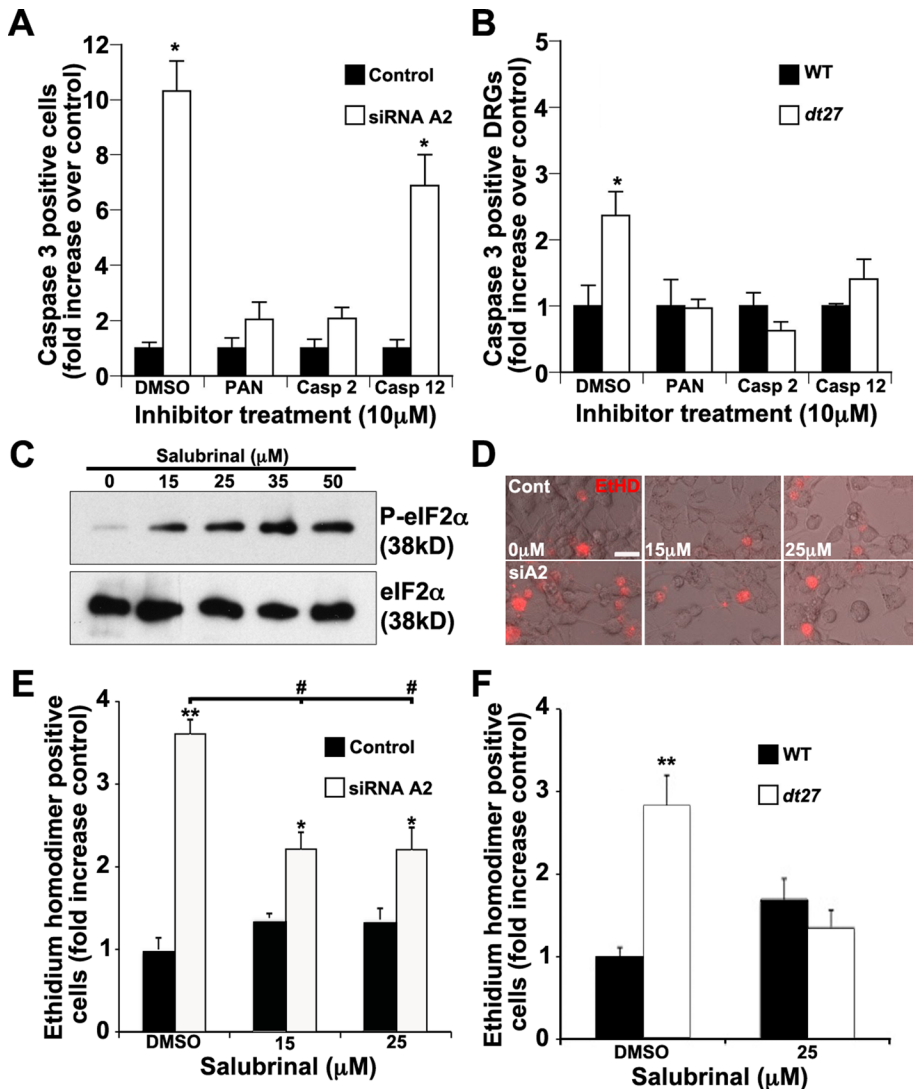 A
Caspase 3 positive cells
(fold increase over control)
12
10
8
6
4
2
0
*
*
Control
siRNA A2
DMSO
PAN
Casp 2
Casp 12
Inhibitor treatment (10μM)
B
Caspase 3 positive DRGs
(fold increase over control)
5
4
3
2
1
0
*
WT
dt27
DMSO
PAN
Casp 2
Casp 12
Inhibitor treatment (10μM)
C
Salubrinal (μM)
0 15 25 35 50
P-eIF2α
(38kD)
eIF2α
(38kD)
D
Cont
EtHD
0μM
15μM
25μM
siA2
E
Ethidium homodimer positive
cells (fold increase control)
4
3
2
1
0
**
#
#
*
*
Control
siRNA A2
DMSO
15
25
Salubrinal (μM)
F
Ethidium homodimer positive
cells (fold increase control)
4
3
2
1
0
**
WT
dt27
DMSO
25
Salubrinal (μM)